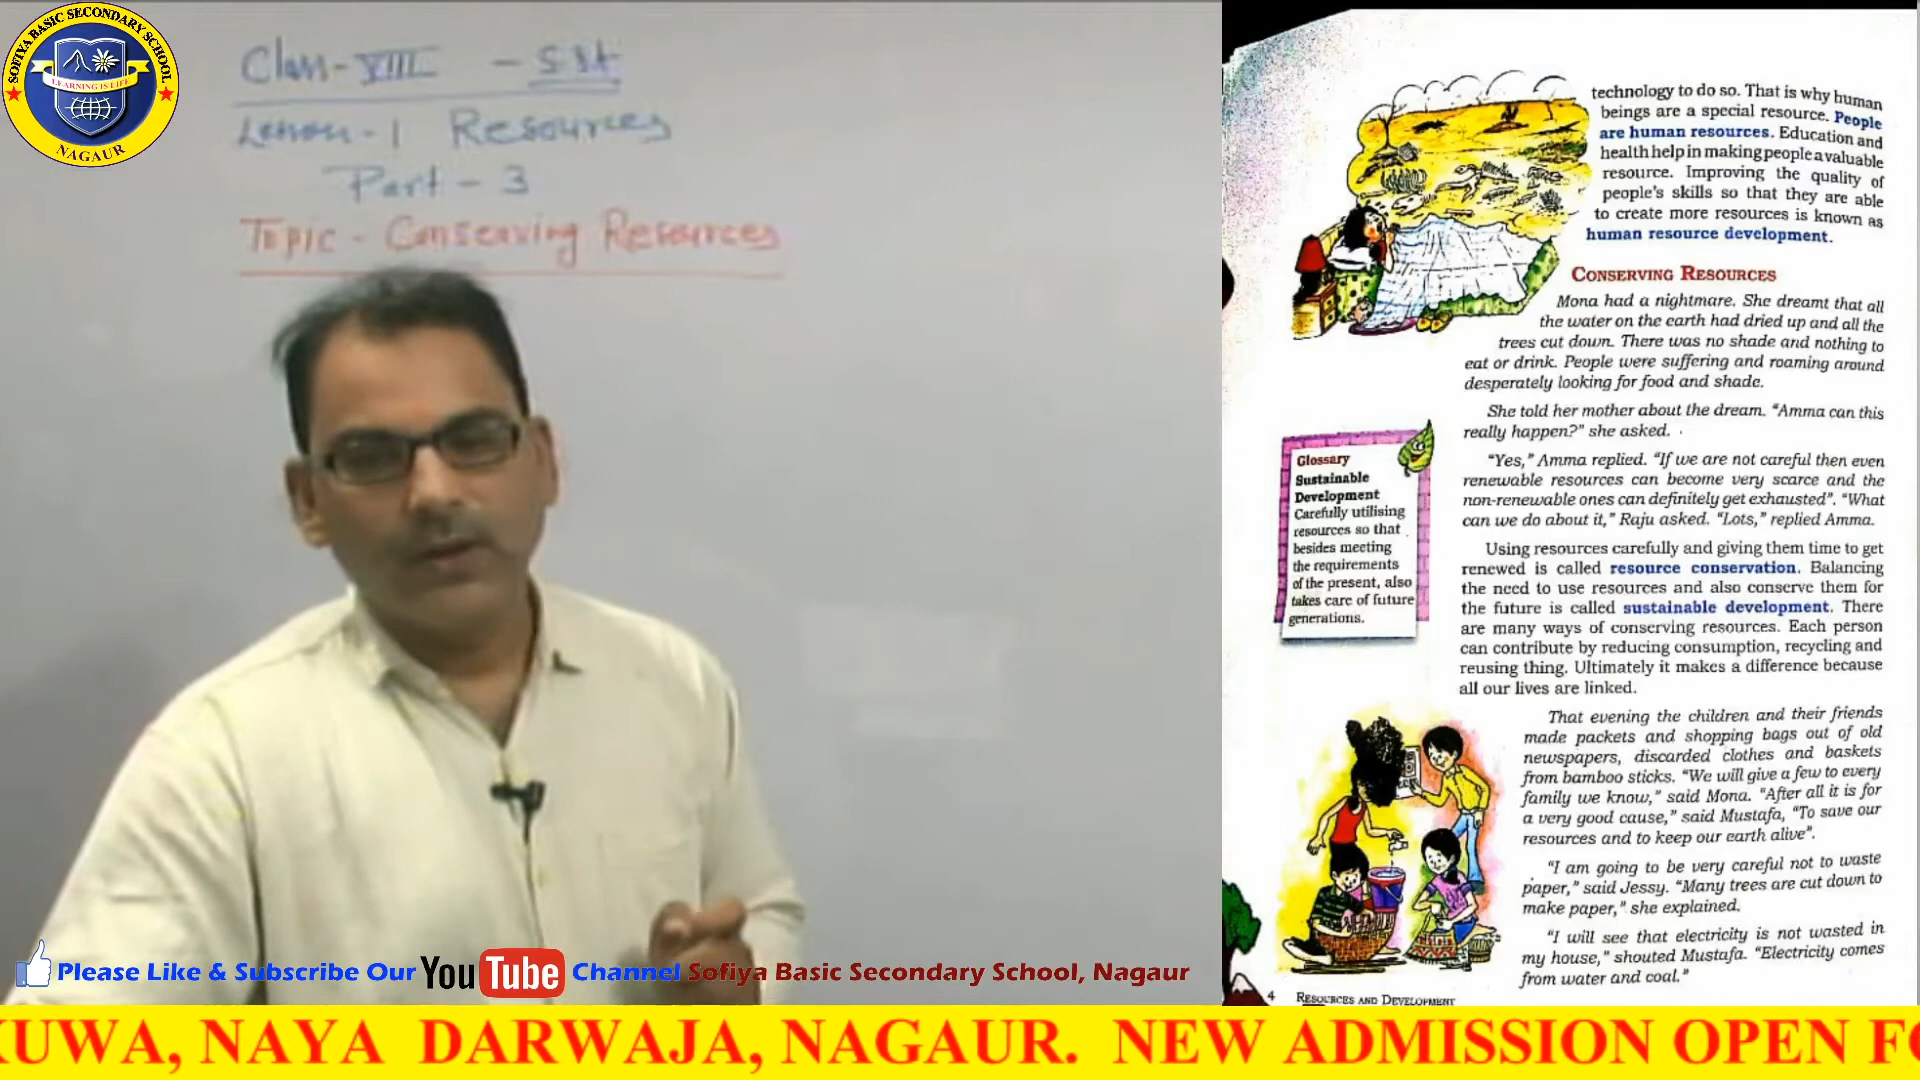 SOFIYA BASIC SECONDARY SCHOOL
LEARNING IS LIFE
NAGAUR
Class-VIII - S.St
Lesson-1 Resources
Part-3
Topic - Conserving Resources
technology to do so. That is why human
beings are a special resource. People
are human resources. Education and
health help in making people a valuable
resource. Improving the quality of
people's skills so that they are able
to create more resources is known as
human resource development.
CONSERVING RESOURCES
Mona had a nightmare. She dreamt that all
the water on the earth had dried up and all the
trees cut down. There was no shade and nothing to
eat or drink. People were suffering and roaming around
desperately looking for food and shade.
She told her mother about the dream. “Amma can this
really happen?” she asked.
“Yes,” Amma replied. “If we are not careful then even
renewable resources can become very scarce and the
non-renewable ones can definitely get exhausted”. “What
can we do about it,” Raju asked. “Lots,” replied Amma.
Using resources carefully and giving them time to get
renewed is called resource conservation. Balancing
the need to use resources and also conserve them for
the future is called sustainable development. There
are many ways of conserving resources. Each person
can contribute by reducing consumption, recycling and
reusing thing. Ultimately it makes a difference because
all our lives are linked.
That evening the children and their friends
made packets and shopping bags out of old
newspapers, discarded clothes and baskets
from bamboo sticks. “We will give a few to every
family we know,” said Mona. “After all it is for
a very good cause,” said Mustafa, “To save our
resources and to keep our earth alive”.
“I am going to be very careful not to waste
paper,” said Jessy. “Many trees are cut down to
make paper,” she explained.
“I will see that electricity is not wasted in
my house,” shouted Mustafa. “Electricity comes
from water and coal.”
Glossary
Sustainable
Development
Carefully utilising
resources so that
besides meeting
the requirements
of the present, also
takes care of future
generations.
4 RESOURCES AND DEVELOPMENT
Please Like & Subscribe Our YouTube Channel Sofiya Basic Secondary School, Nagaur
KUWA, NAYA DARWAJA, NAGAUR. NEW ADMISSION OPEN FO